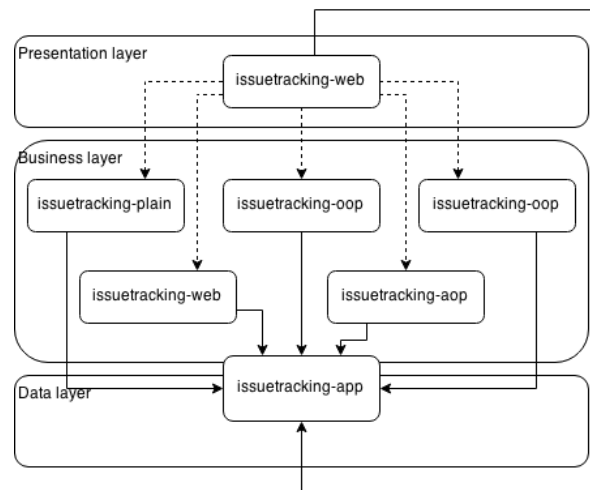 Presentation layer
issuetracking-web
Business layer
issuetracking-plain
issuetracking-oop
issuetracking-oop
issuetracking-web
issuetracking-aop
issuetracking-app
Data layer